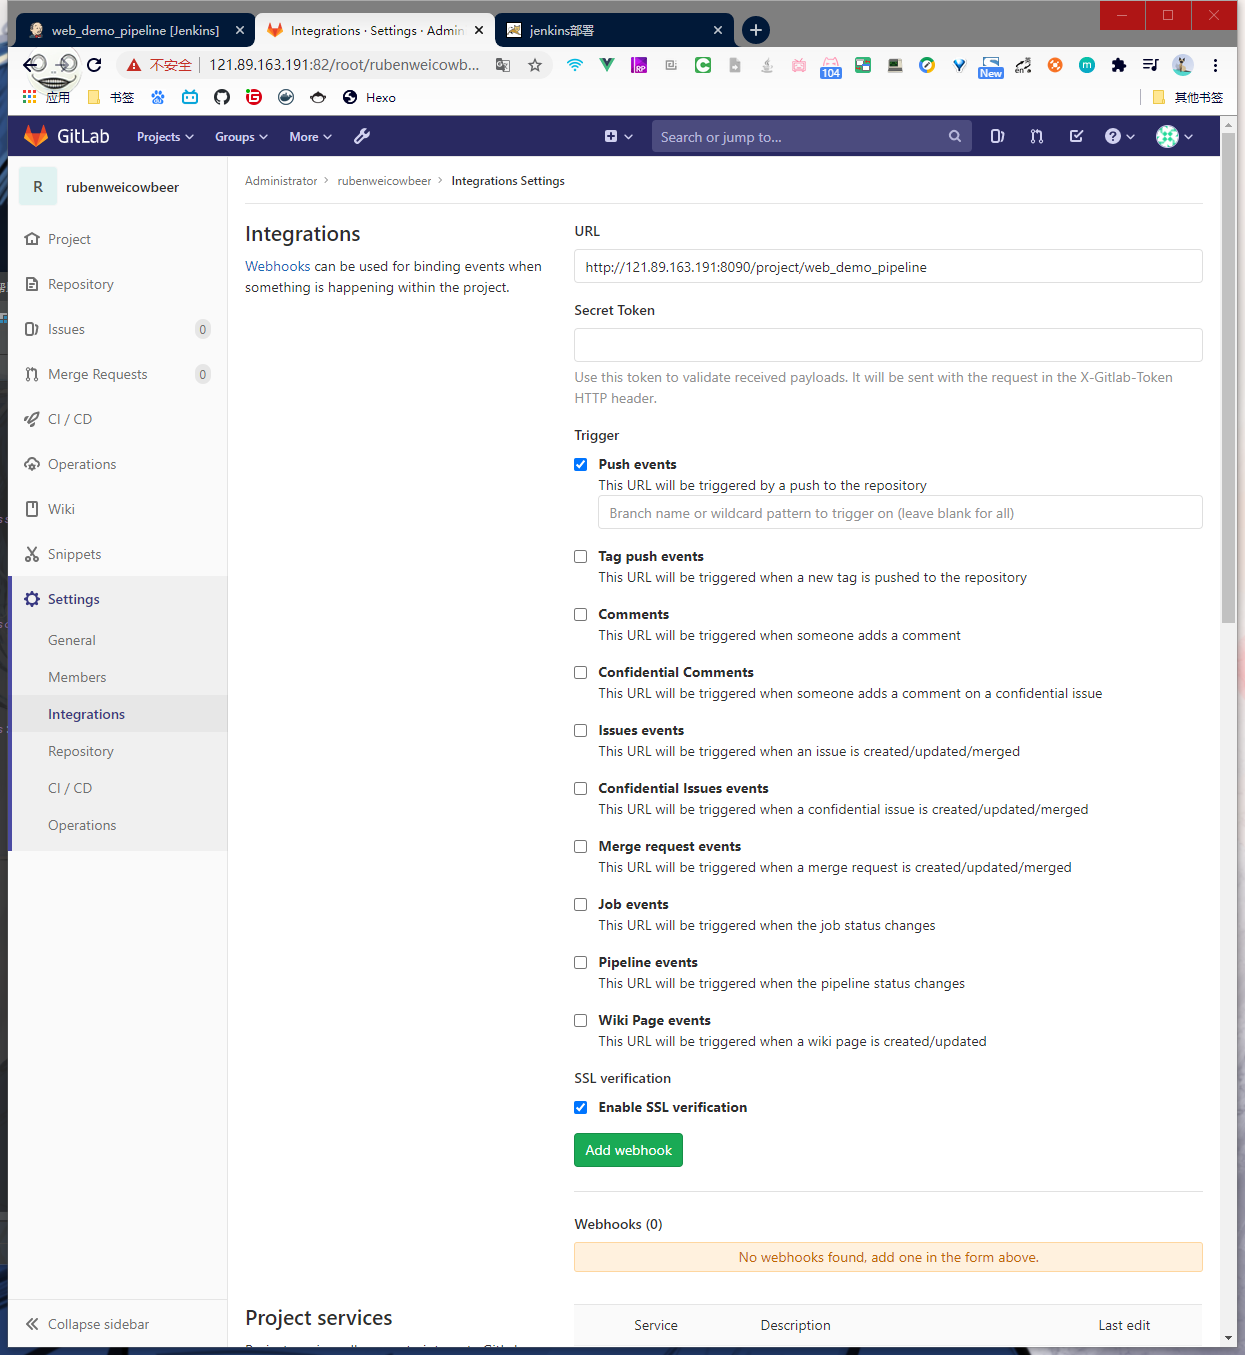 web_demo_pipeline [Jenkins]
Integrations · Settings · Admin
jenkins部署
不安全
121.89.163.191:82/root/rubenweicowb...
104
New
应用
书签
Hexo
其他书签
GitLab
Projects
Groups
More
Search or jump to...
R
rubenweicowbeer
Project
Repository
Issues
0
Merge Requests
0
CI / CD
Operations
Wiki
Snippets
Settings
General
Members
Integrations
Repository
CI / CD
Operations
Collapse sidebar
Administrator > rubenweicowbeer > Integrations Settings
Integrations
Webhooks can be used for binding events when
something is happening within the project.
URL
http://121.89.163.191:8090/project/web_demo_pipeline
Secret Token
Use this token to validate received payloads. It will be sent with the request in the X-Gitlab-Token
HTTP header.
Trigger
Push events
This URL will be triggered by a push to the repository
Branch name or wildcard pattern to trigger on (leave blank for all)
Tag push events
This URL will be triggered when a new tag is pushed to the repository
Comments
This URL will be triggered when someone adds a comment
Confidential Comments
This URL will be triggered when someone adds a comment on a confidential issue
Issues events
This URL will be triggered when an issue is created/updated/merged
Confidential Issues events
This URL will be triggered when a confidential issue is created/updated/merged
Merge request events
This URL will be triggered when a merge request is created/updated/merged
Job events
This URL will be triggered when the job status changes
Pipeline events
This URL will be triggered when the pipeline status changes
Wiki Page events
This URL will be triggered when a wiki page is created/updated
SSL verification
Enable SSL verification
Add webhook
Webhooks (0)
No webhooks found, add one in the form above.
Project services
Service
Description
Last edit